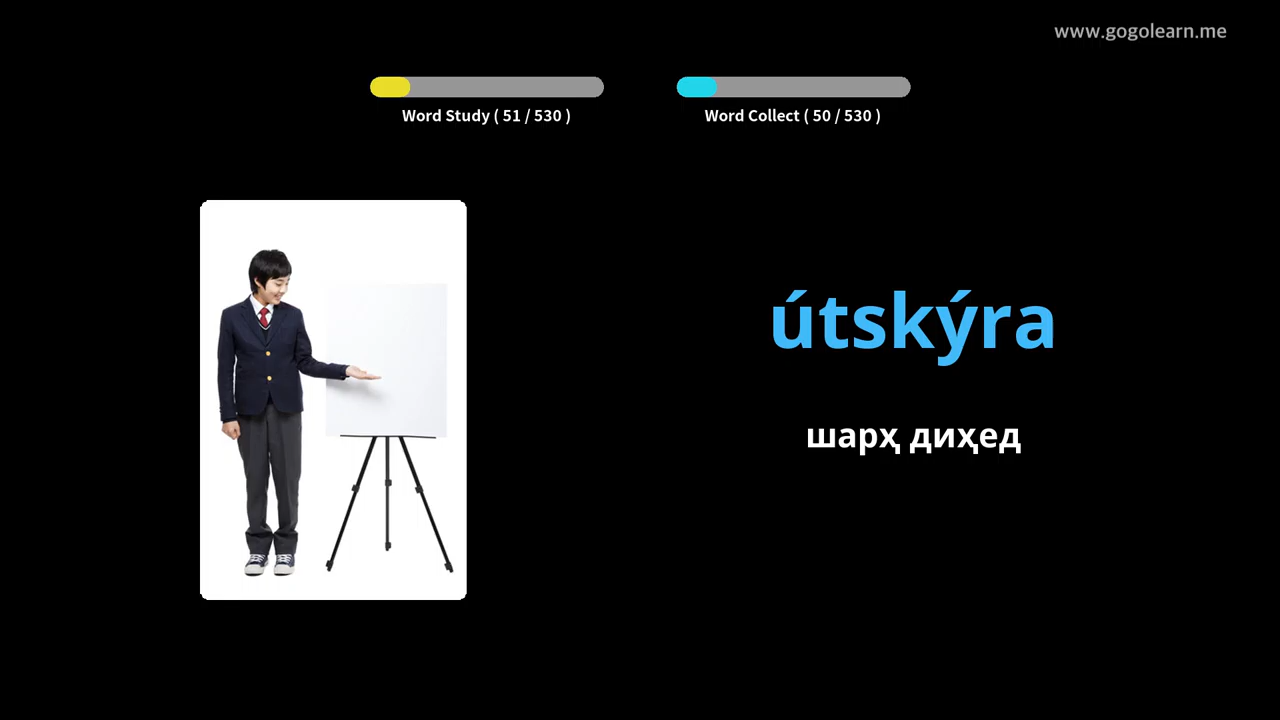 www.gogolearn.me
Word Study ( 51 / 530 )
Word Collect ( 50 / 530 )
útskýra
шарҳ диҳед